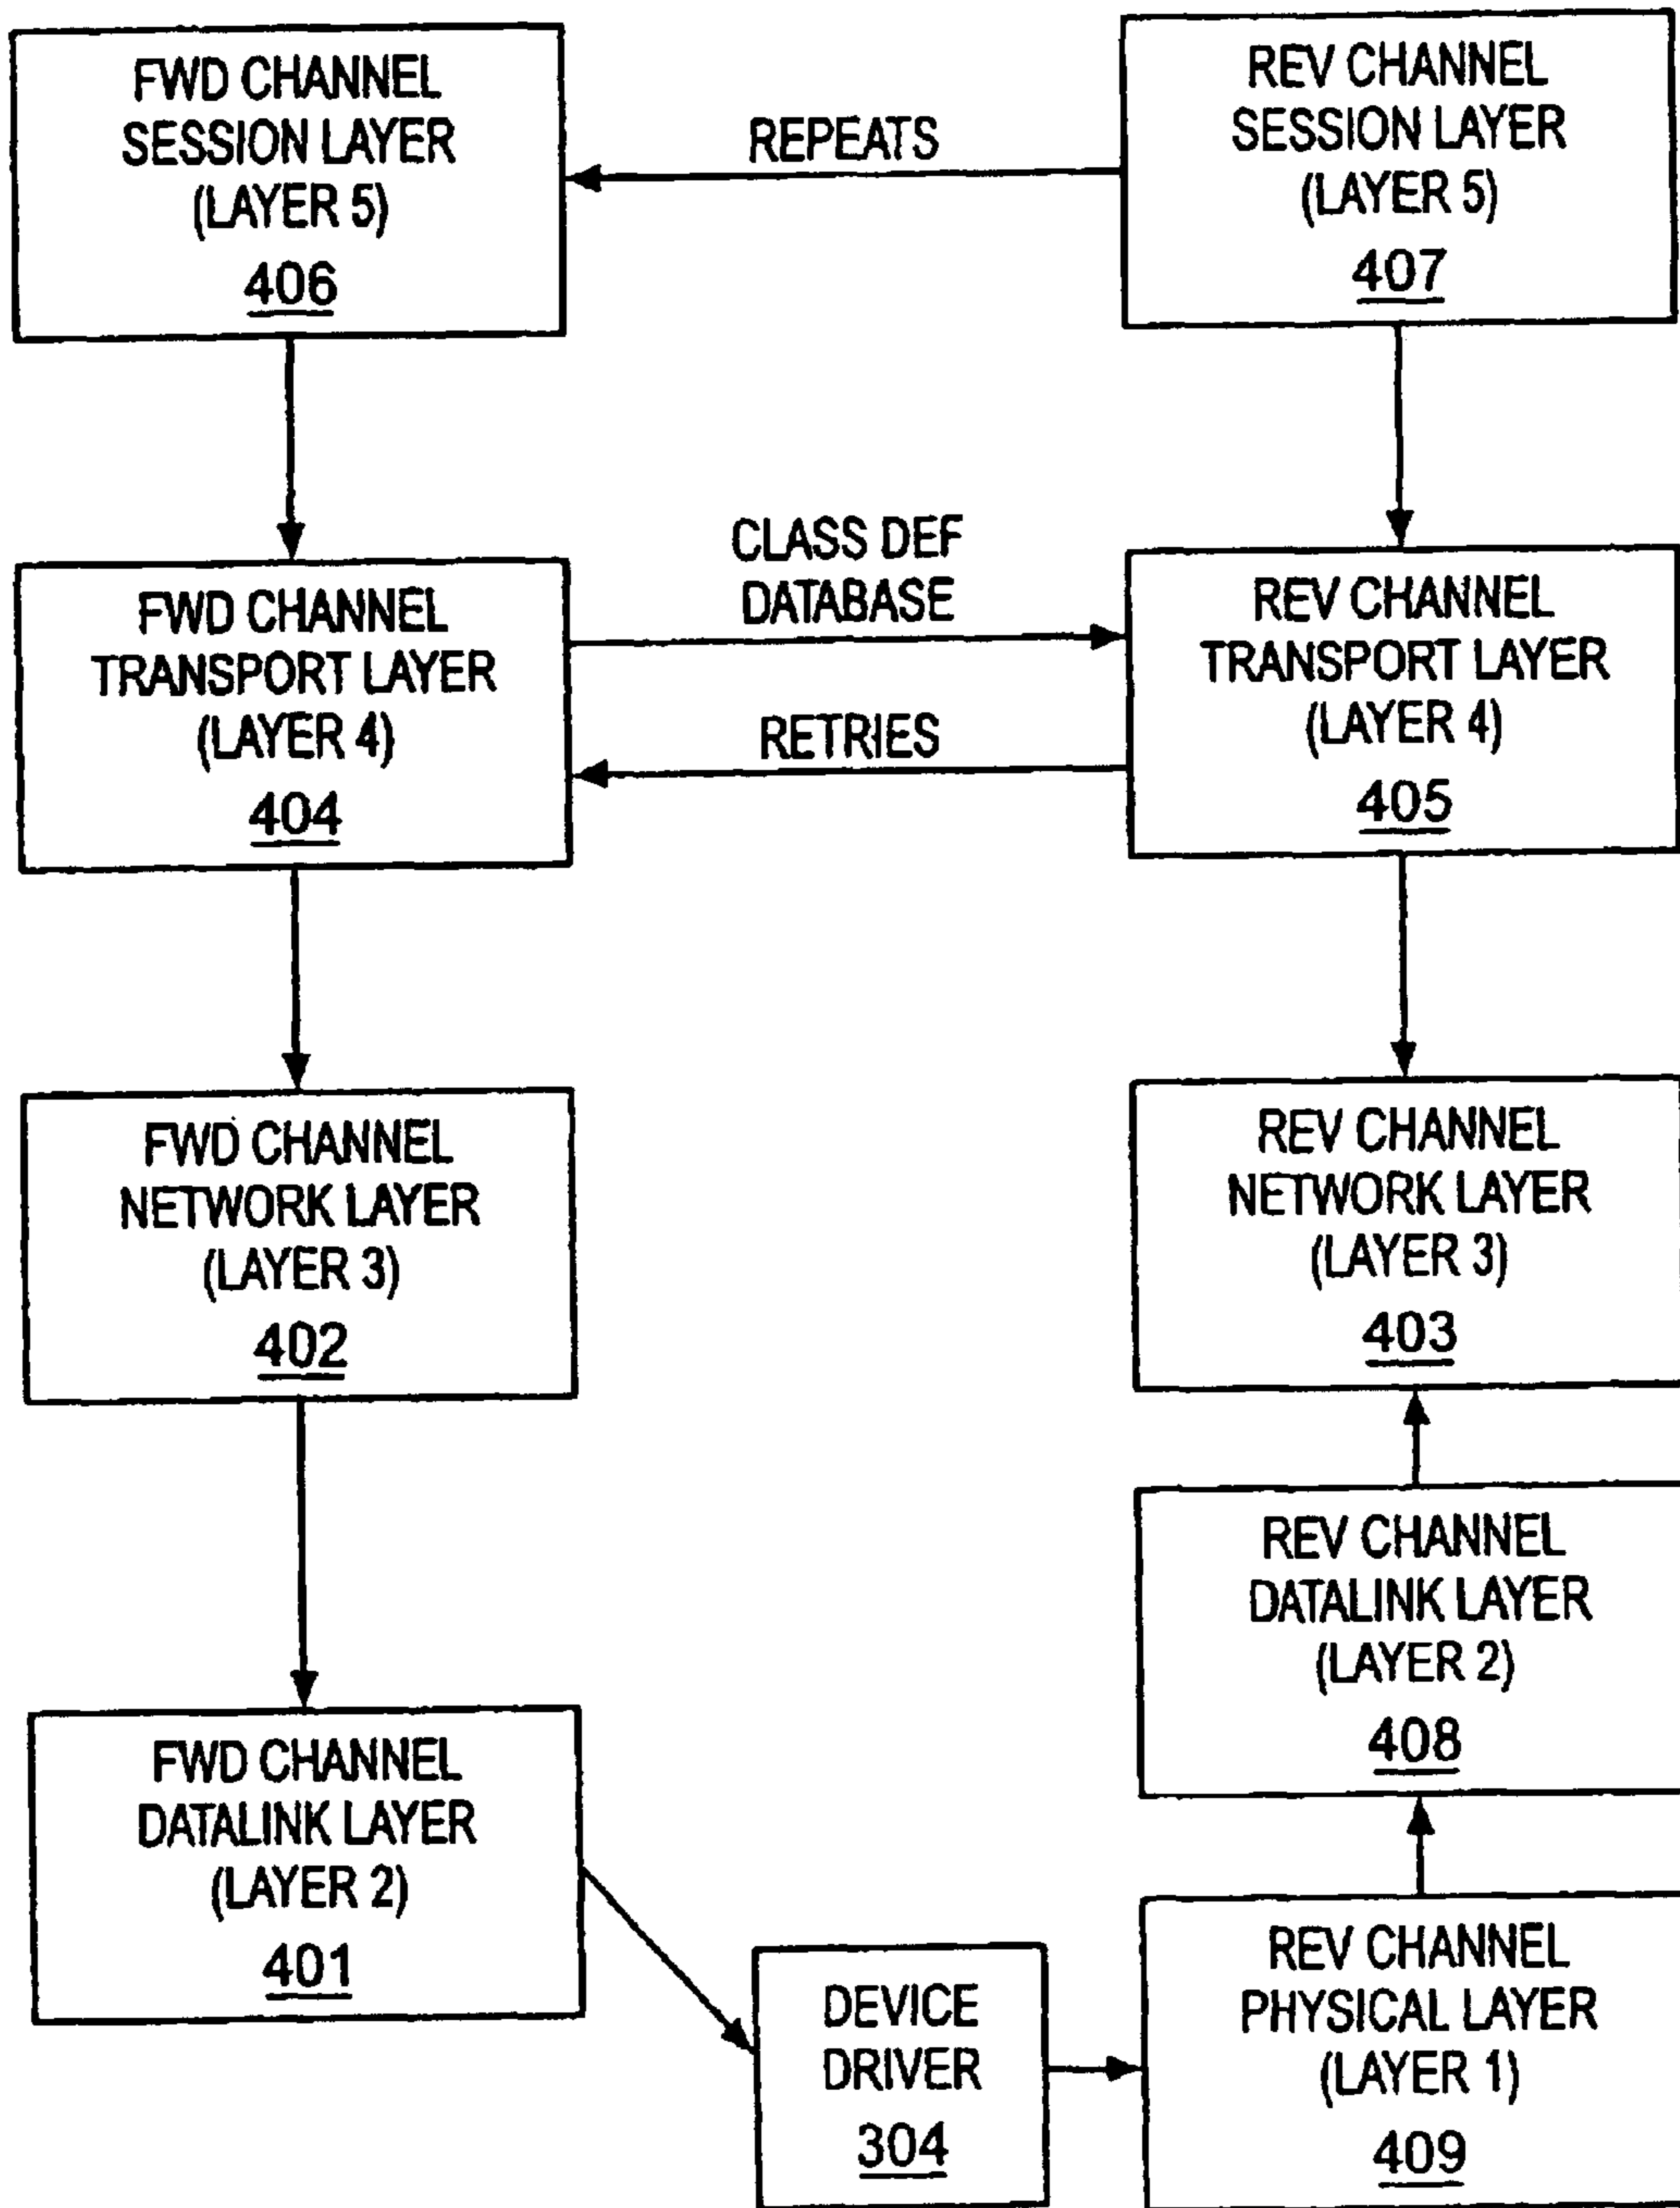 FWD CHANNEL
SESSION LAYER
(LAYER 5)
406
REPEATS
REV CHANNEL
SESSION LAYER
(LAYER 5)
407
FWD CHANNEL
TRANSPORT LAYER
(LAYER 4)
404
CLASS DEF
DATABASE
RETRIES
REV CHANNEL
TRANSPORT LAYER
(LAYER 4)
405
FWD CHANNEL
NETWORK LAYER
(LAYER 3)
402
REV CHANNEL
NETWORK LAYER
(LAYER 3)
403
REV CHANNEL
DATALINK LAYER
(LAYER 2)
408
FWD CHANNEL
DATALINK LAYER
(LAYER 2)
401
DEVICE
DRIVER
304
REV CHANNEL
PHYSICAL LAYER
(LAYER 1)
409